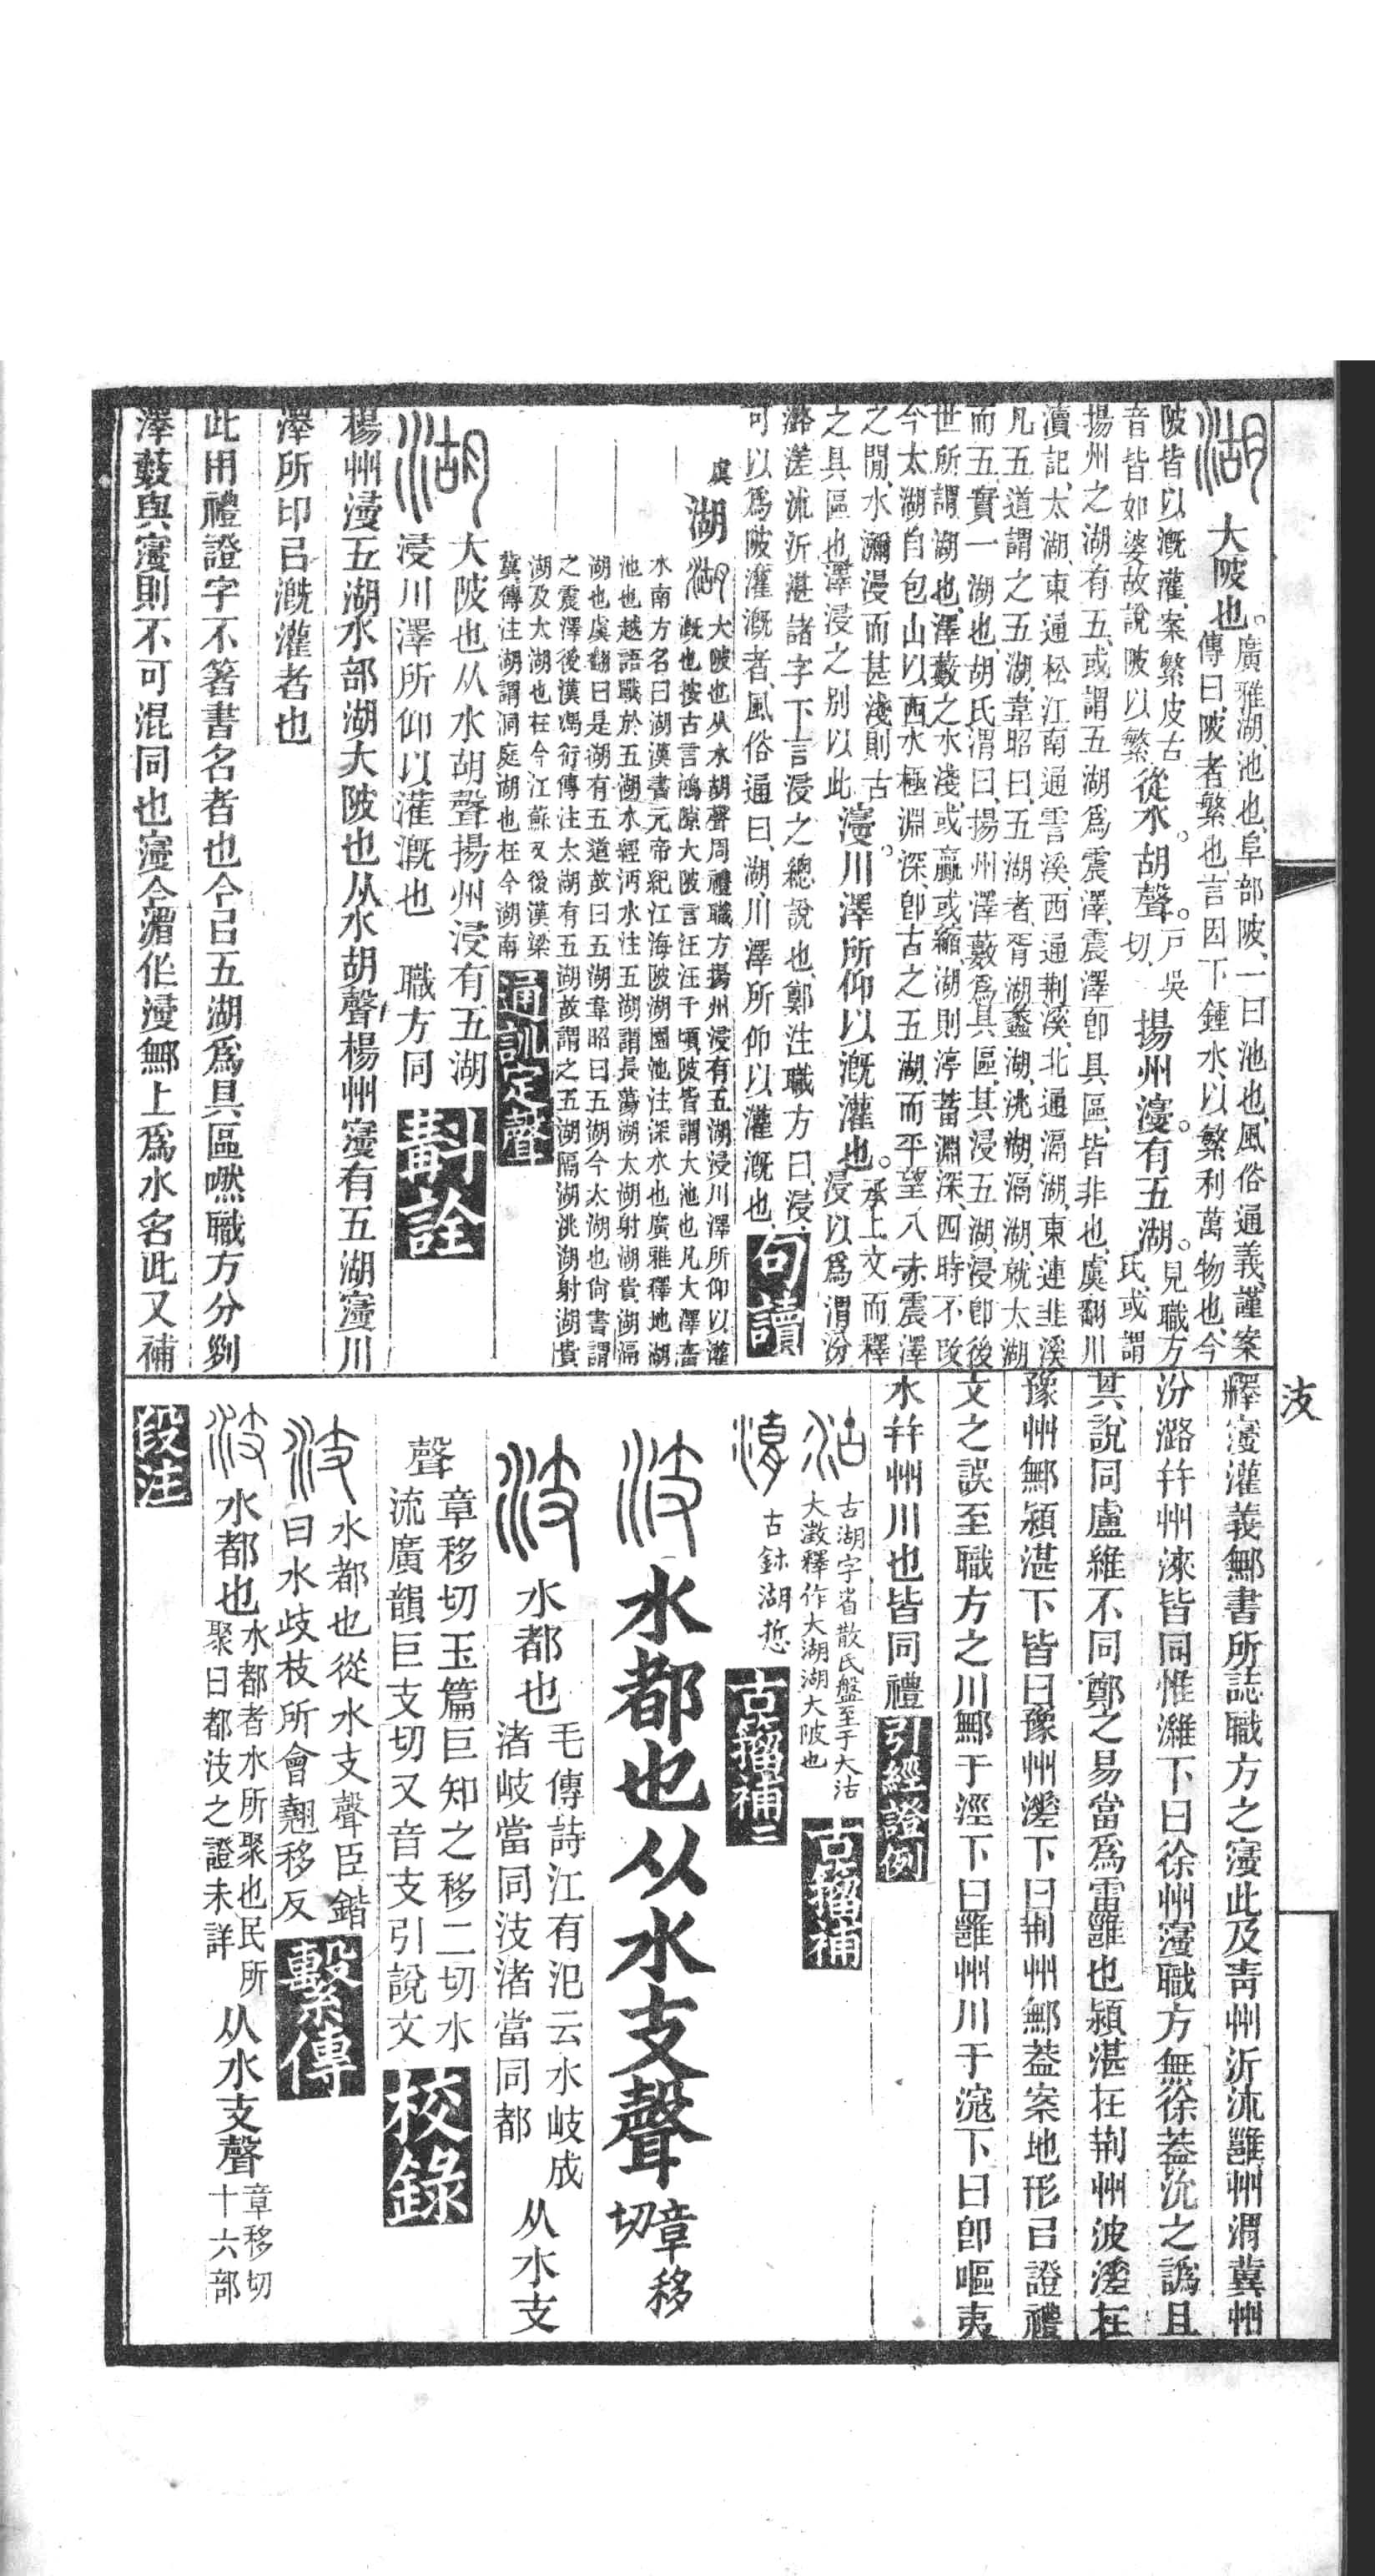 湖 大陂也。廣雅湖、池也、阜部陂、一曰池也、風俗通義、謹案
傳曰、陂者繁也、言因下鍾水、以繁利萬物也、今
陂皆以溉灌、案繁皮古
音皆如婆、故說陂以繁 從水。胡聲。戶吳切、揚州䆮有五湖。見職方氏、或謂
揚州之湖有五、或謂五湖爲震澤、震澤卽具區、皆非也、虞翻川
瀆記、太湖、東通松江南通霅溪、西通荆溪、北通滆湖、東連韭溪
凡五道謂之五湖、韋昭曰、五湖者、胥湖蠡湖、洮湖、滆湖、就太湖
而五、實一湖也、胡氏渭曰、揚州澤藪爲具區、其浸五湖、浸卽後
世所謂湖也、澤藪之水淺、或贏或縮、湖則渟蓄淵深、四時不改
今太湖自包山以西水極淵深、卽古之五湖、而平望、八赤震澤
之閒、水瀰漫而甚淺、則古
之具區也澤浸之别以此 䆮川澤所仰以溉灌也。承上文而釋
浸、以爲渭汾
潞溠沭沂湛諸字下言浸之總說也、鄭注職方曰、浸、
可以爲陂灌溉者、風俗通曰、湖、川澤所仰以灌溉也、
句讀
虞
湖 湖 大陂也从水胡聲周禮職方揚州浸有五湖浸川澤所仰以灌
溉也按古言鴻隙大陂言汪汪千頃陂皆謂大池也凡大澤畜
水南方名曰湖漢書元帝紀江海陂湖園池注深水也廣雅釋地湖
池也越語戰於五湖水經沔水注五湖謂長蕩湖太湖射湖貴湖滆
湖也虞翻曰是湖有五道故曰五湖韋昭曰五湖今太湖也尙書謂
之震澤後漢馮衍傳注太湖有五湖故謂之五湖隔湖洮湖射湖貴
湖及太湖也在今江蘇又後漢梁
冀傳注湖謂洞庭湖也在今湖南
通訓定聲
湖 大陂也从水胡聲揚州浸有五湖
浸川澤所仰以灌溉也 職方同
斠詮
楊州濅五湖水部湖大陂也从水胡聲楊州䆮有五湖䆮川
澤所卬㠯溉灌者也
此用禮證字不箸書名者也今㠯五湖爲具區嘫職方分別
澤藪與䆮則不可混同也䆮今湽作濅鄦上爲水名此又補
釋䆮灌義鄦書所誌職方之䆮此及靑州沂沭雝州渭冀州
汾潞幷州淶皆同惟濰下曰徐州䆮職方無徐葢沇之譌且
其說同盧維不同鄭之易當爲雷雝也潁湛在荆州波溠在
豫州鄦潁湛下皆曰豫州溠下曰荆州鄦葢案地形㠯證禮
文之誤至職方之川鄦于涇下曰雝州川于滱下曰卽嘔夷
水幷州川也皆同禮
引經證例
沽 古湖字省散氏盤至于大沽
大澂釋作大湖湖大陂也
古籀補
古鉥湖悊
古籀補二
汥 水都也从水支聲 章移切
汥 水都也 毛傳詩江有汜云水岐成
渚岐當同汥渚當同都 从水支
聲 章移切玉篇巨知之移二切水
流廣韻巨支切又音支引說文
校錄
汥 水都也從水支聲臣鍇
曰水歧枝所會翹移反
繫傳
汥 水都也 水都者水所聚也民所
聚曰都汥之證未詳 从水支聲 章移切
十六部
段注
汥